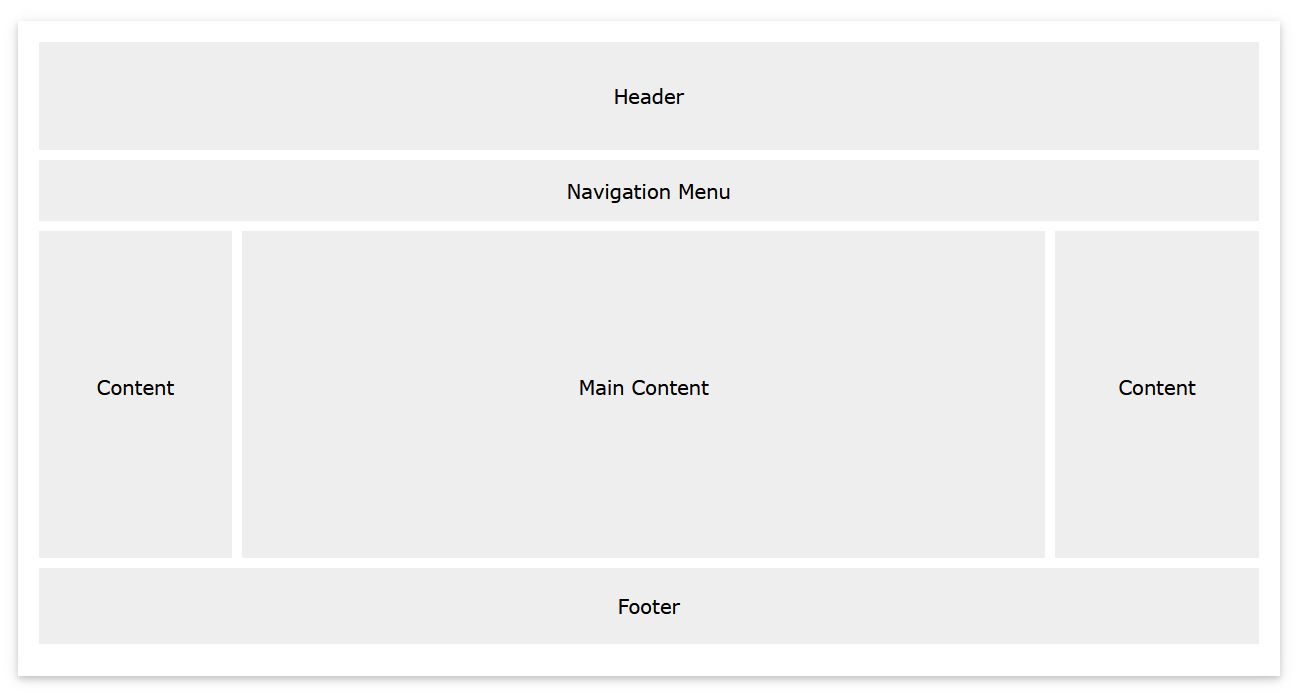 Header
Navigation Menu
Content
Main Content
Content
Footer